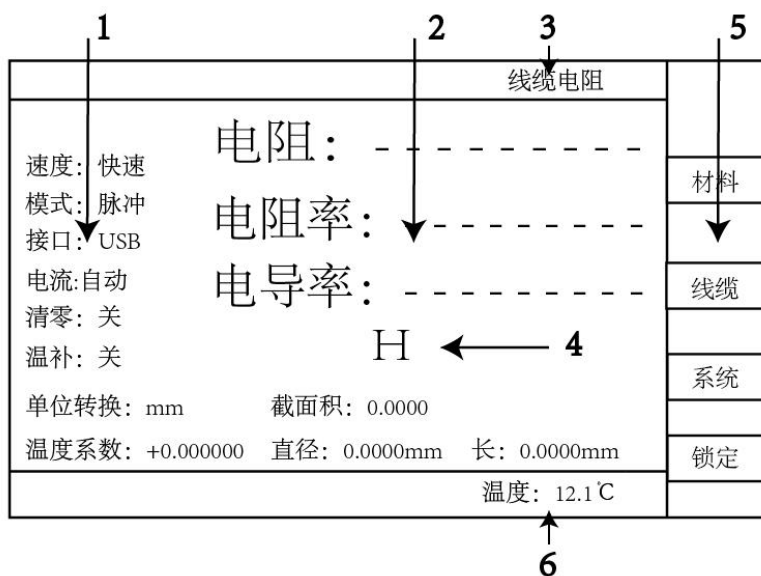 1 2 3 5
线缆电阻
电阻: - - - - - - - - - -
速度: 快速
材料
模式: 脉冲
电阻率: - - - - - - - - -
接口: USB
电流:自动
电导率: - - - - - - - - -
线缆
清零: 关
H 4
温补: 关
系统
单位转换: mm 截面积: 0.0000
温度系数: +0.000000 直径: 0.0000mm 长: 0.0000mm
锁定
温度: 12.1℃
6